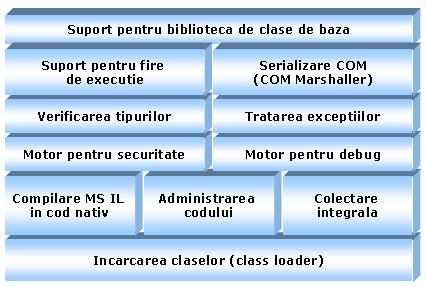 Suport pentru biblioteca de clase de baza
Suport pentru fire
de executie
Serializare COM
(COM Marshaller)
Verificarea tipurilor
Tratarea exceptiilor
Motor pentru securitate
Motor pentru debug
Compilare MS IL
in cod nativ
Administrarea
codului
Colectare
integrala
Incarcarea claselor (class loader)